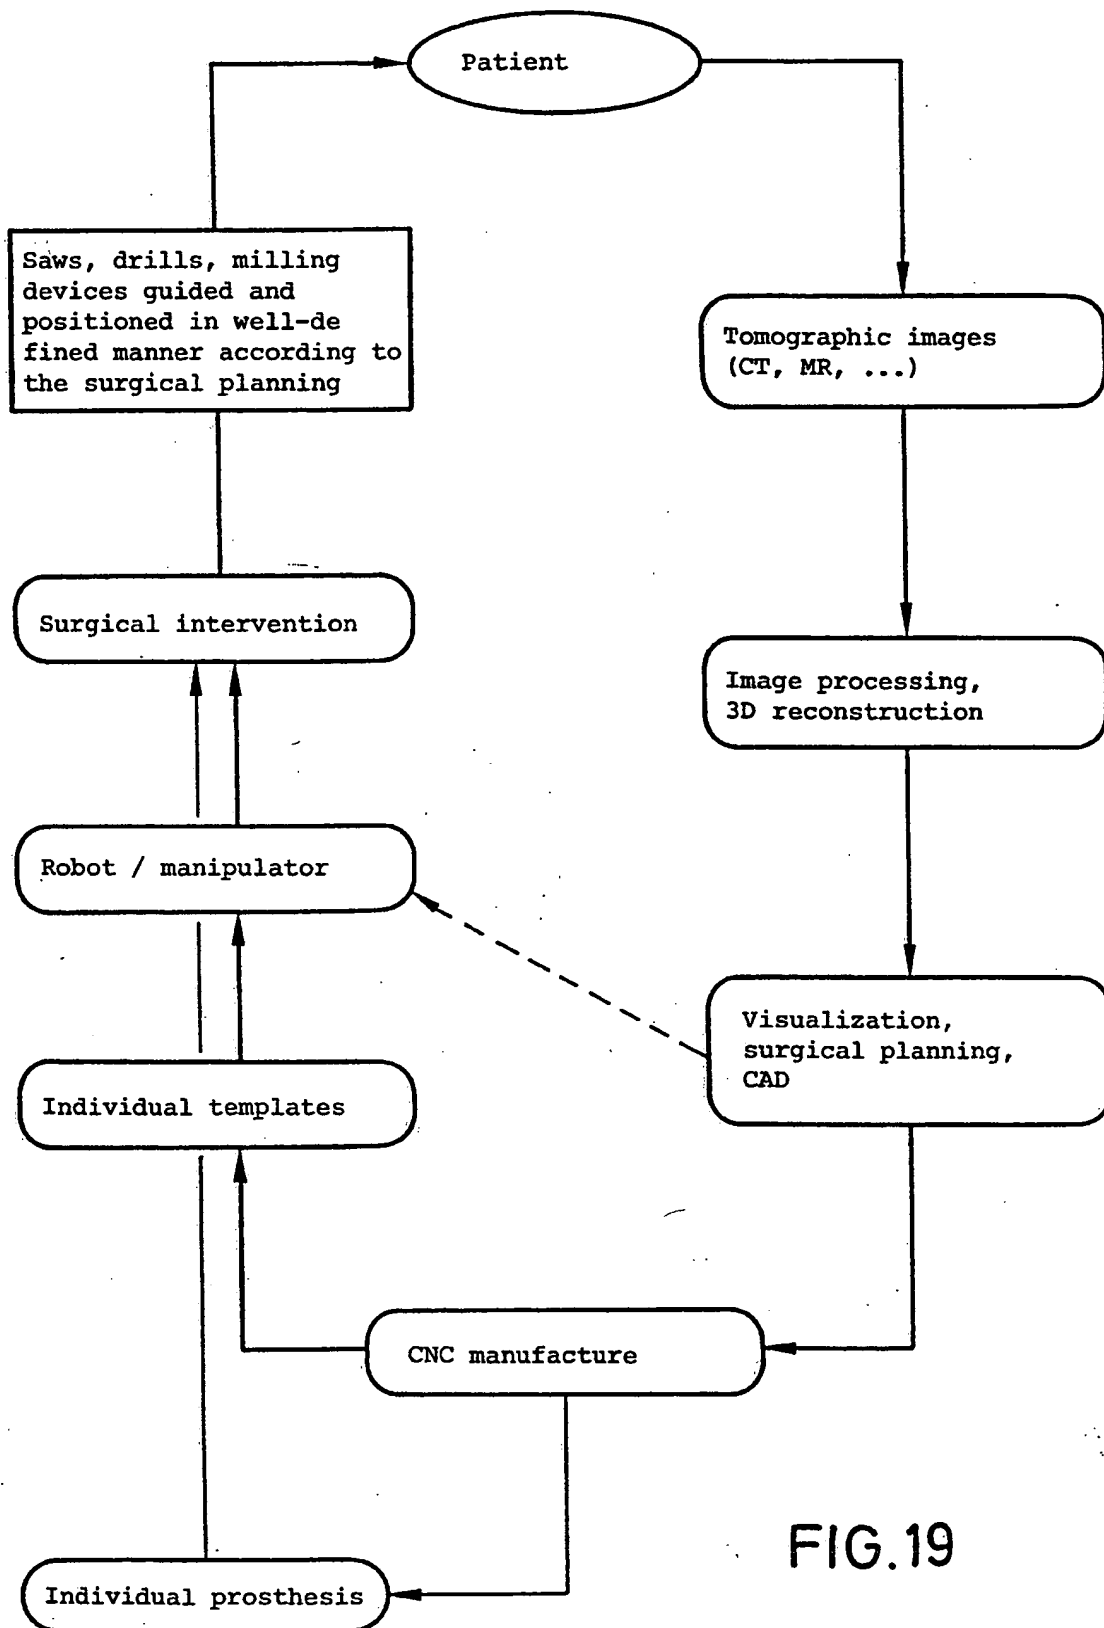 Patient
Saws, drills, milling
devices guided and
positioned in well-de
fined manner according to
the surgical planning
Tomographic images
(CT, MR, ...)
Surgical intervention
Image processing,
3D reconstruction
Robot / manipulator
Visualization,
surgical planning,
CAD
Individual templates
CNC manufacture
Individual prosthesis
FIG.19